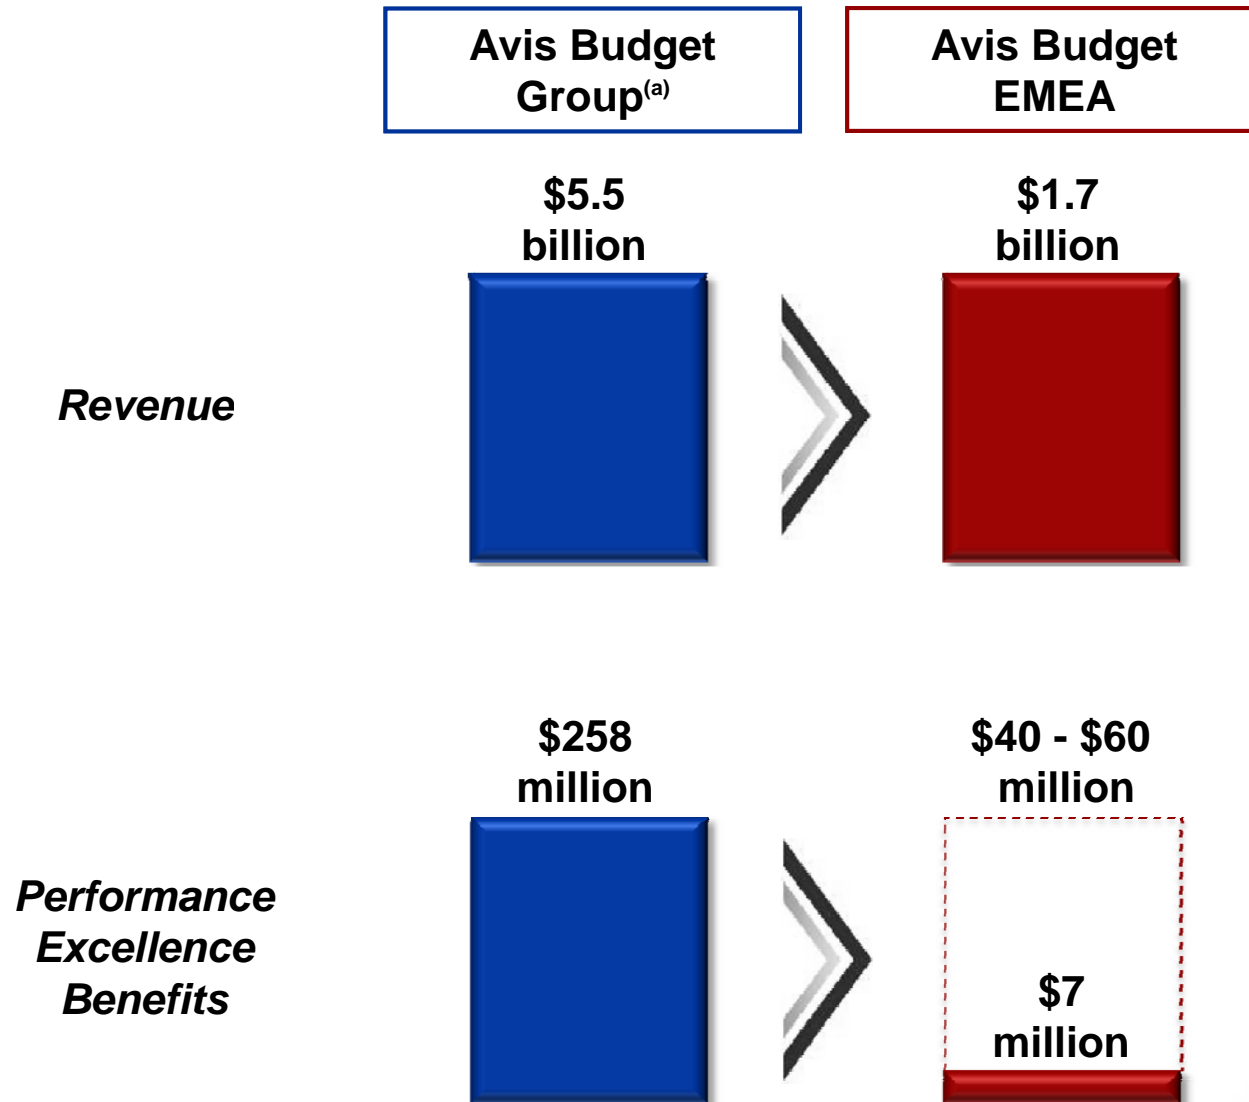 Avis Budget
Group(a)
Avis Budget
EMEA
$5.5
billion
$1.7
billion
Revenue
$258
million
$40 - $60
million
Performance
Excellence
Benefits
$7
million